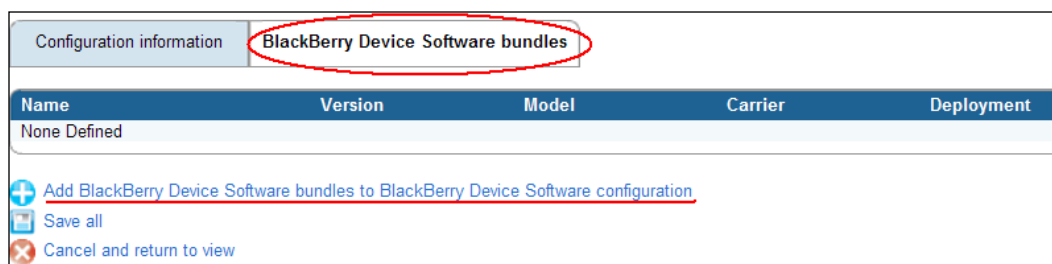 Configuration information BlackBerry Device Software bundles
Name Version Model Carrier Deployment
None Defined
Add BlackBerry Device Software bundles to BlackBerry Device Software configuration
Save all
Cancel and return to view